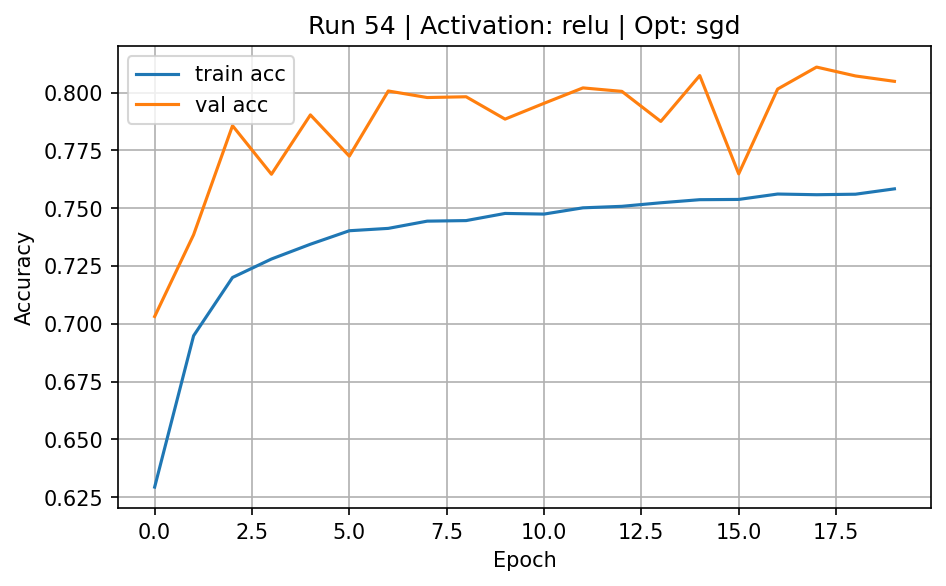 Run 54 | Activation: relu | Opt: sgd
train acc
val acc
Accuracy
0.800
0.775
0.750
0.725
0.700
0.675
0.650
0.625
0.0 2.5 5.0 7.5 10.0 12.5 15.0 17.5
Epoch